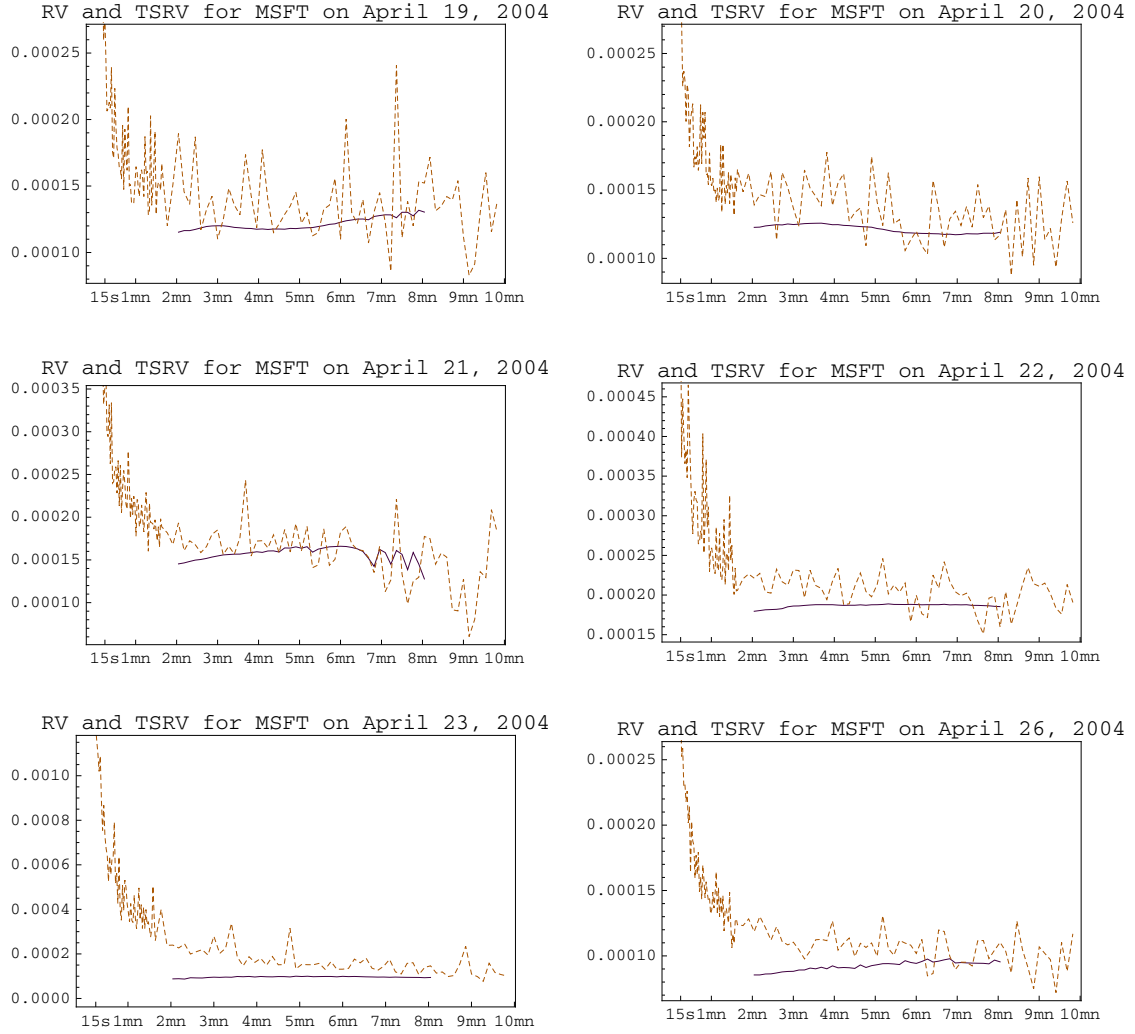 RV and TSRV for MSFT on April 19, 2004
0.00025
0.00020
0.00015
0.00010
15s1mn 2mn 3mn 4mn 5mn 6mn 7mn 8mn 9mn 10mn
RV and TSRV for MSFT on April 20, 2004
0.00025
0.00020
0.00015
0.00010
15s1mn 2mn 3mn 4mn 5mn 6mn 7mn 8mn 9mn 10mn
RV and TSRV for MSFT on April 21, 2004
0.00035
0.00030
0.00025
0.00020
0.00015
0.00010
15s1mn 2mn 3mn 4mn 5mn 6mn 7mn 8mn 9mn 10mn
RV and TSRV for MSFT on April 22, 2004
0.00045
0.00040
0.00035
0.00030
0.00025
0.00020
0.00015
15s1mn 2mn 3mn 4mn 5mn 6mn 7mn 8mn 9mn 10mn
RV and TSRV for MSFT on April 23, 2004
0.0010
0.0008
0.0006
0.0004
0.0002
0.0000
15s1mn 2mn 3mn 4mn 5mn 6mn 7mn 8mn 9mn 10mn
RV and TSRV for MSFT on April 26, 2004
0.00025
0.00020
0.00015
0.00010
15s1mn 2mn 3mn 4mn 5mn 6mn 7mn 8mn 9mn 10mn